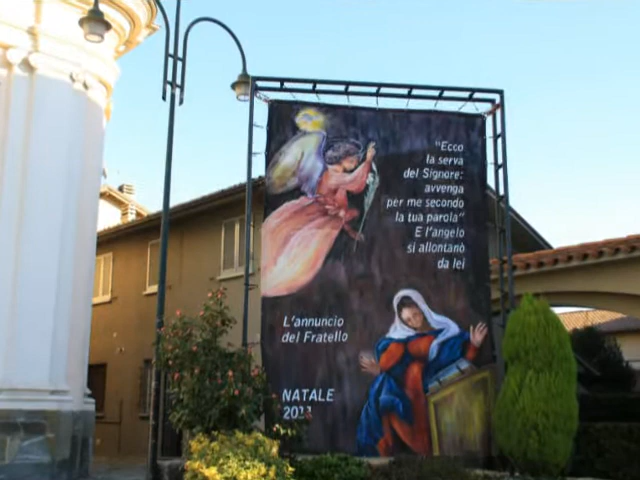 "Ecco
la serva
del Signore:
avvenga
per me secondo
la tua parola"
E l'angelo
si allontanò
da lei
L'annuncio
del Fratello
NATALE
2011